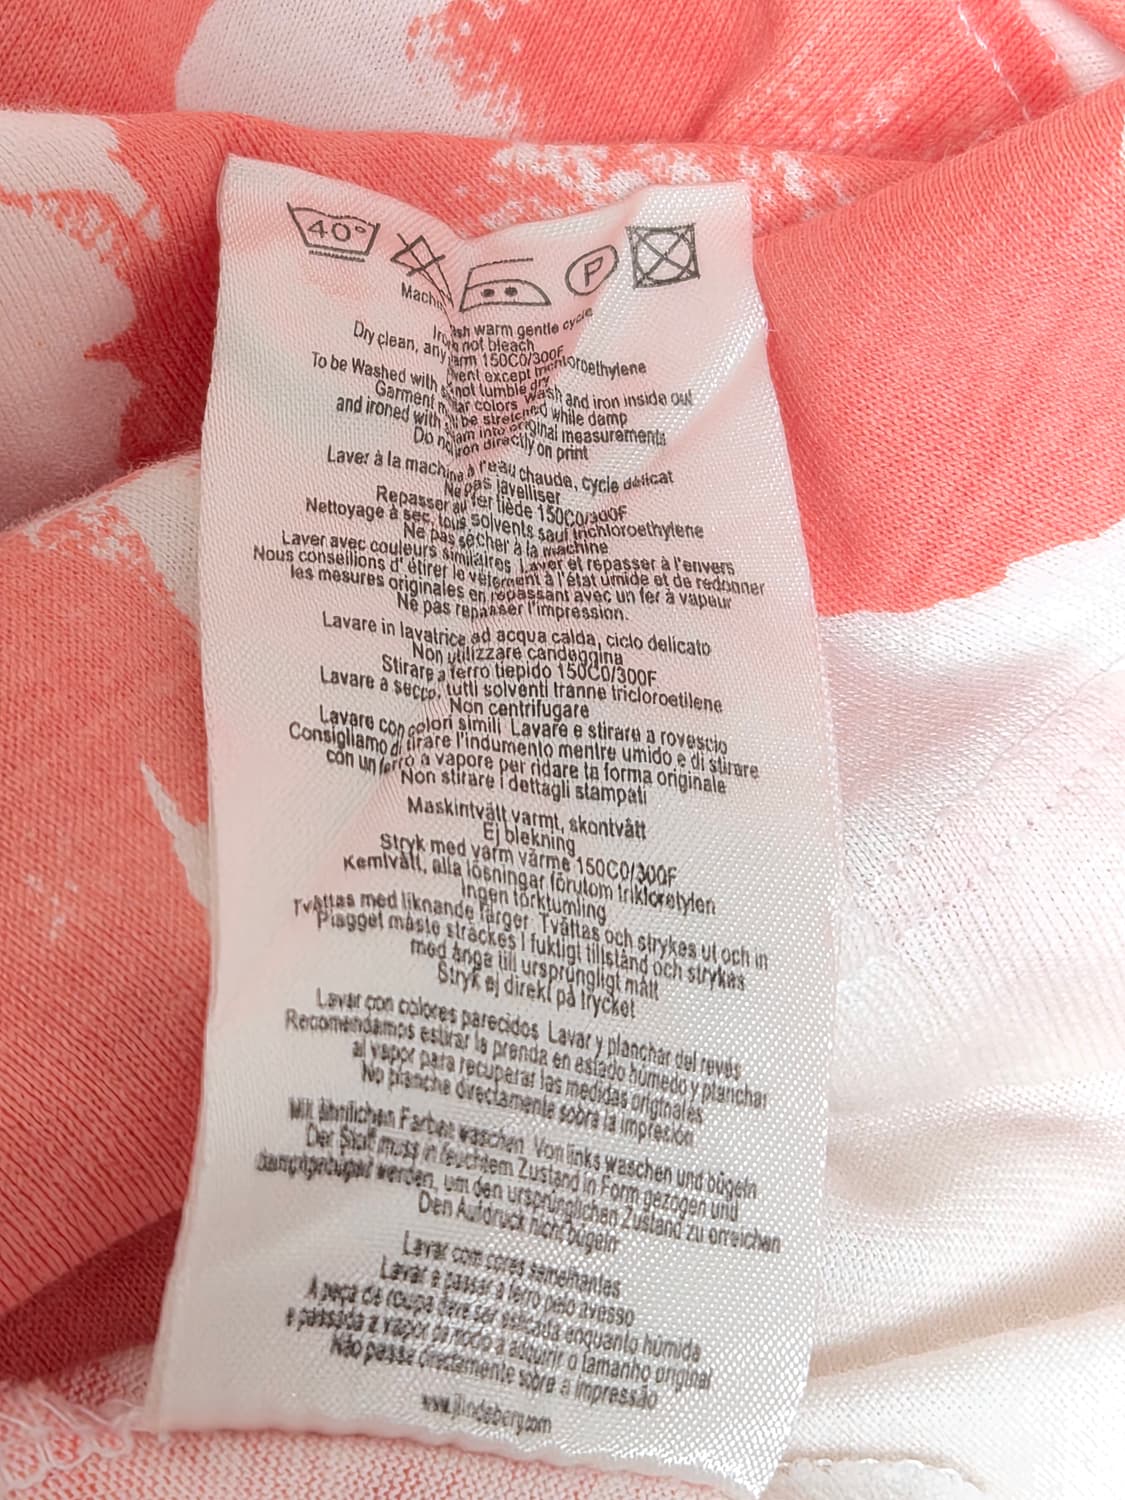 40°
P
Machi ash warm gentle cycle
not bleach
Iron arm 150C0/300F
Dry clean, any vent except trichloroethylene
not tumble dry
To be Washed with ar colors Wash and iron inside out
Garment be stretched while damp
and ironed with am into original measurements
Do no iron directly on print
Laver à la machine à l'eau chaude, cycle délicat
Ne pas javelliser
Repasser au fer tiède 150C0/300F
Nettoyage à sec, tous solvents sauf trichloroethylene
Ne pas sécher à la machine
Laver avec couleurs similaires Laver et repasser à l'envers
Nous conseillons d' étirer le vêtement à l'état umide et de redonner
les mesures originales en repassant avec un fer à vapeur
Ne pas repasser l'impression.
Lavare in lavatrice ad acqua calda, ciclo delicato
Non utilizzare candeggina
Stirare a ferro tiepido 150C0/300F
Lavare a secco, tutti solventi tranne tricloroetilene
Non centrifugare
Lavare con colori simili Lavare e stirare a rovescio
Consigliamo di tirare l'indumento mentre umido e di stirare
con un ferro a vapore per ridare la forma originale
Non stirare i dettagli stampati
Maskintvätt varmt, skontvätt
Ej blekning
Stryk med varm värme 150C0/300F
Kemtvätt, alla lösningar förutom trikloretylen
Ingen torktumling
Tvättas med liknande färger Tvättas och strykes ut och in
Plagget måste sträckes I fuktigt tillstånd och strykas
med ånga till ursprungligt mått
Stryk ej direkt på trycket
Lavar con colores parecidos Lavar y planchar del revés
Recomendamos estirar la prenda en estado húmedo y planchar
al vapor para recuperar las medidas originales
No planche directamente sobra la impresión
Mit ähnlichen Farben waschen Von links waschen und bügeln
Der Stoff muss in feuchtem Zustand in Form gezogen und
werden, um den ursprünglichen Zustand zu erreichen
Den Aufdruck nicht bügeln
Lavar com cores semelhantes
Lavar e passar a ferro pelo avesso
A peça de roupa deve ser esticada enquanto húmida
e passada a vapor de modo a adquirir o tamanho original
Não passe directamente sobre a impressão
www.jlindeberg.com